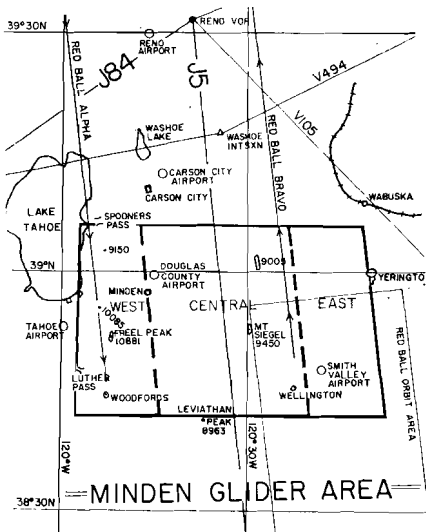 39°30N
RENO VOR
RENO AIRPORT
RED BALL ALPHA
J84
J5
V494
V105
RED BALL BRAVO
WASHOE LAKE
WASHOE INTSXN
CARSON CITY AIRPORT
CARSON CITY
WABUSKA
LAKE TAHOE
SPOONERS PASS
9150
39°N
DOUGLAS COUNTY AIRPORT
9005
YERINGTO
MINDEN
WEST
CENTRAL
EAST
10085
FREEL PEAK
10881
MT SIEGEL
9450
TAHOE AIRPORT
RED BALL ORBIT AREA
SMITH VALLEY AIRPORT
LUTHER PASS
WOODFORDS
WELLINGTON
LEVIATHAN
PEAK
8963
120°W
120°30W
38°30N
MINDEN GLIDER AREA